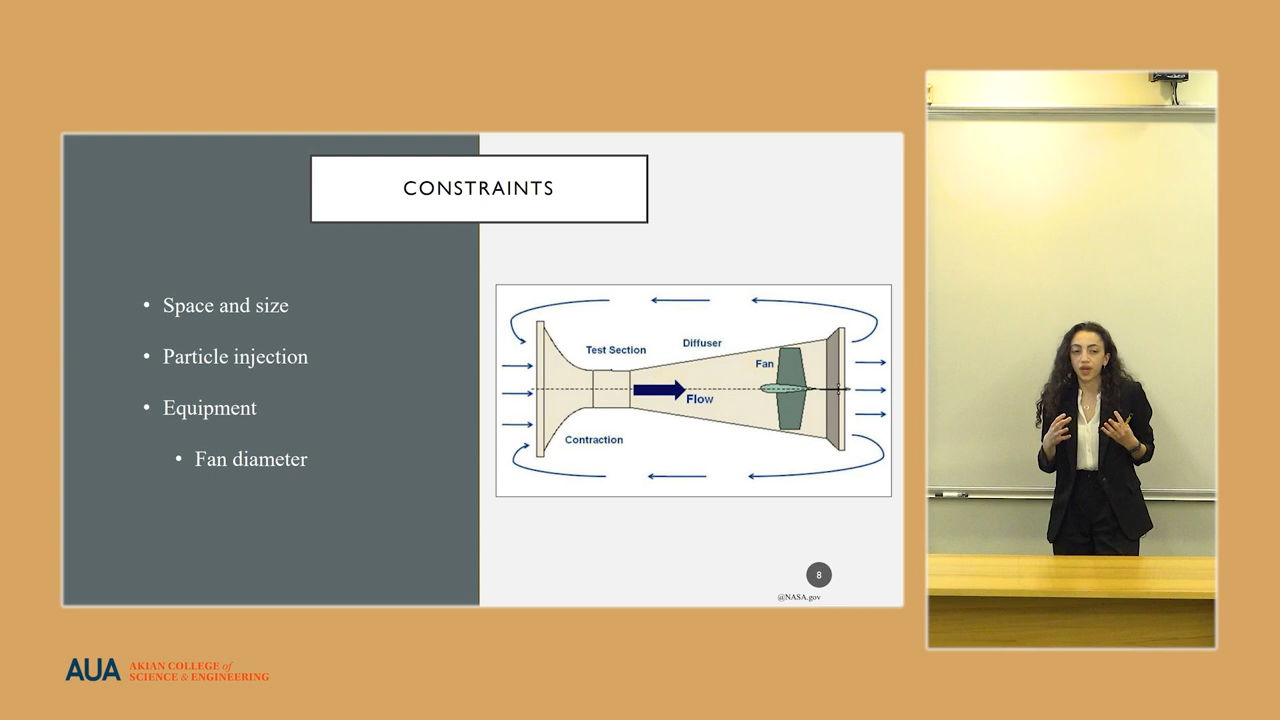 CONSTRAINTS
• Space and size
• Particle injection
• Equipment
• Fan diameter
Test Section
Diffuser
Fan
Flow
Contraction
8
@NASA.gov
AUA
AKIAN COLLEGE of
SCIENCE & ENGINEERING